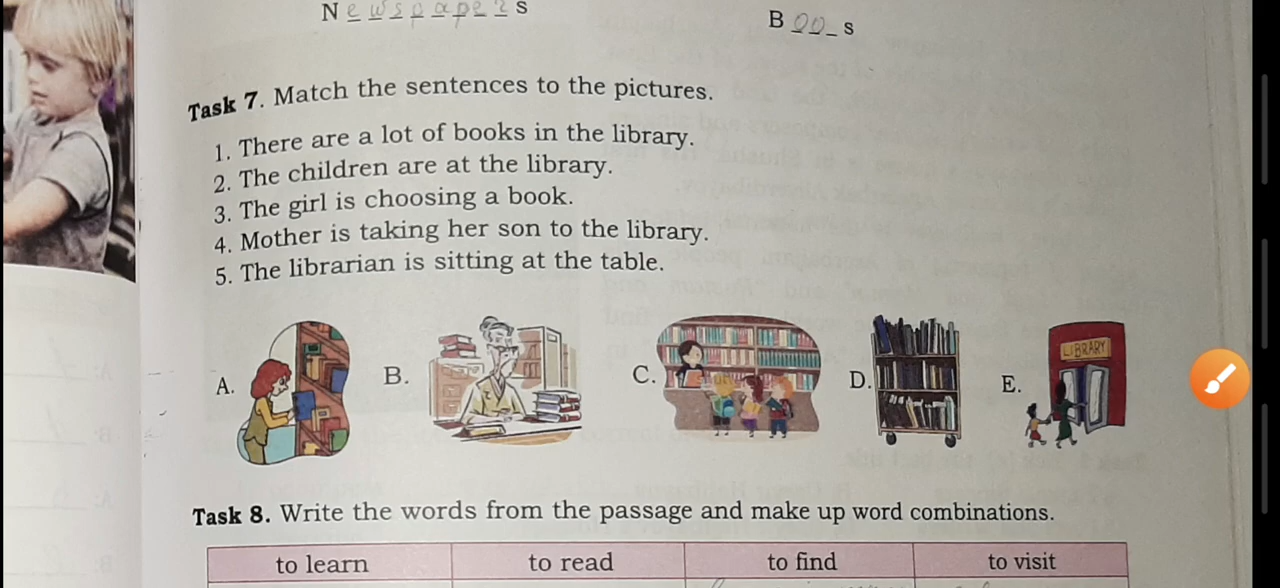 N e w s p a p e r s
B o o _ s
Task 7. Match the sentences to the pictures.
1. There are a lot of books in the library.
2. The children are at the library.
3. The girl is choosing a book.
4. Mother is taking her son to the library.
5. The librarian is sitting at the table.
A. B. C. D. E.
LIBRARY
Task 8. Write the words from the passage and make up word combinations.
to learn to read to find to visit